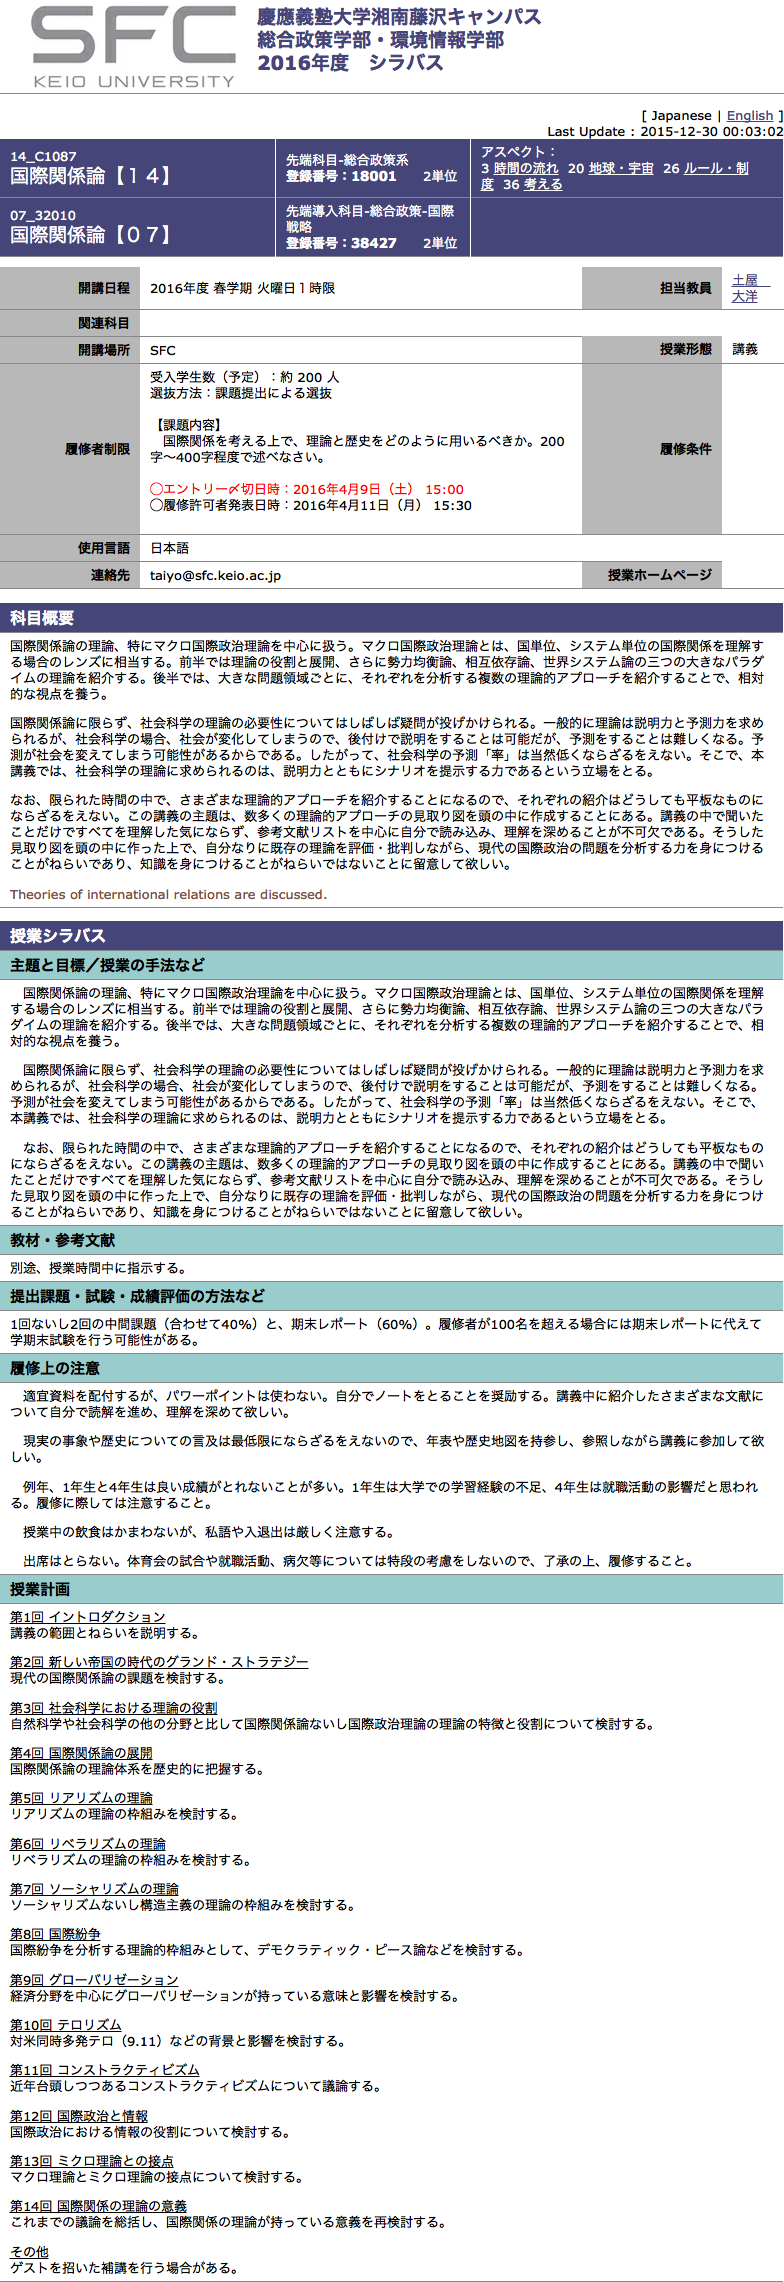 SFC
KEIO UNIVERSITY
慶應義塾大学湘南藤沢キャンパス
総合政策学部・環境情報学部
2016年度　シラバス
[ Japanese | English ]
Last Update : 2015-12-30 00:03:02
14_C1087
国際関係論【１４】
先端科目-総合政策系
登録番号：18001　　2単位
アスペクト：
3 時間の流れ 20 地球・宇宙 26 ルール・制
度 36 考える
07_32010
国際関係論【０７】
先端導入科目-総合政策-国際
戦略
登録番号：38427　　2単位
開講日程
2016年度 春学期 火曜日１時限
担当教員
土屋
大洋
関連科目
開講場所
SFC
授業形態
講義
履修者制限
受入学生数（予定）：約 200 人
選抜方法：課題提出による選抜
【課題内容】
　国際関係を考える上で、理論と歴史をどのように用いるべきか。200
字〜400字程度で述べなさい。
◯エントリー〆切日時：2016年4月9日（土） 15:00
◯履修許可者発表日時：2016年4月11日（月） 15:30
履修条件
使用言語
日本語
連絡先
taiyo@sfc.keio.ac.jp
授業ホームページ
科目概要
国際関係論の理論、特にマクロ国際政治理論を中心に扱う。マクロ国際政治理論とは、国単位、システム単位の国際関係を理解す
る場合のレンズに相当する。前半では理論の役割と展開、さらに勢力均衡論、相互依存論、世界システム論の三つの大きなパラダ
イムの理論を紹介する。後半では、大きな問題領域ごとに、それぞれを分析する複数の理論的アプローチを紹介することで、相対
的な視点を養う。
国際関係論に限らず、社会科学の理論の必要性についてはしばしば疑問が投げかけられる。一般的に理論は説明力と予測力を求め
られるが、社会科学の場合、社会が変化してしまうので、後付けで説明をすることは可能だが、予測をすることは難しくなる。予
測が社会を変えてしまう可能性があるからである。したがって、社会科学の予測「率」は当然低くならざるをえない。そこで、本
講義では、社会科学の理論に求められるのは、説明力とともにシナリオを提示する力であるという立場をとる。
なお、限られた時間の中で、さまざまな理論的アプローチを紹介することになるので、それぞれの紹介はどうしても平板なものに
ならざるをえない。この講義の主題は、数多くの理論的アプローチの見取り図を頭の中に作成することにある。講義の中で聞いた
ことだけですべてを理解した気にならず、参考文献リストを中心に自分で読み込み、理解を深めることが不可欠である。そうした
見取り図を頭の中に作った上で、自分なりに既存の理論を評価・批判しながら、現代の国際政治の問題を分析する力を身につける
ことがねらいであり、知識を身につけることがねらいではないことに留意して欲しい。
Theories of international relations are discussed.
授業シラバス
主題と目標／授業の手法など
　国際関係論の理論、特にマクロ国際政治理論を中心に扱う。マクロ国際政治理論とは、国単位、システム単位の国際関係を理解
する場合のレンズに相当する。前半では理論の役割と展開、さらに勢力均衡論、相互依存論、世界システム論の三つの大きなパラ
ダイムの理論を紹介する。後半では、大きな問題領域ごとに、それぞれを分析する複数の理論的アプローチを紹介することで、相
対的な視点を養う。
　国際関係論に限らず、社会科学の理論の必要性についてはしばしば疑問が投げかけられる。一般的に理論は説明力と予測力を求
められるが、社会科学の場合、社会が変化してしまうので、後付けで説明をすることは可能だが、予測をすることは難しくなる。
予測が社会を変えてしまう可能性があるからである。したがって、社会科学の予測「率」は当然低くならざるをえない。そこで、
本講義では、社会科学の理論に求められるのは、説明力とともにシナリオを提示する力であるという立場をとる。
　なお、限られた時間の中で、さまざまな理論的アプローチを紹介することになるので、それぞれの紹介はどうしても平板なもの
にならざるをえない。この講義の主題は、数多くの理論的アプローチの見取り図を頭の中に作成することにある。講義の中で聞い
たことだけですべてを理解した気にならず、参考文献リストを中心に自分で読み込み、理解を深めることが不可欠である。そうし
た見取り図を頭の中に作った上で、自分なりに既存の理論を評価・批判しながら、現代の国際政治の問題を分析する力を身につけ
ることがねらいであり、知識を身につけることがねらいではないことに留意して欲しい。
教材・参考文献
別途、授業時間中に指示する。
提出課題・試験・成績評価の方法など
1回ないし2回の中間課題（合わせて40%）と、期末レポート（60%）。履修者が100名を超える場合には期末レポートに代えて
学期末試験を行う可能性がある。
履修上の注意
　適宜資料を配付するが、パワーポイントは使わない。自分でノートをとることを奨励する。講義中に紹介したさまざまな文献に
ついて自分で読解を進め、理解を深めて欲しい。
　現実の事象や歴史についての言及は最低限にならざるをえないので、年表や歴史地図を持参し、参照しながら講義に参加して欲
しい。
　例年、1年生と4年生は良い成績がとれないことが多い。1年生は大学での学習経験の不足、4年生は就職活動の影響だと思われ
る。履修に際しては注意すること。
　授業中の飲食はかまわないが、私語や入退出は厳しく注意する。
　出席はとらない。体育会の試合や就職活動、病欠等については特段の考慮をしないので、了承の上、履修すること。
授業計画
第1回 イントロダクション
講義の範囲とねらいを説明する。
第2回 新しい帝国の時代のグランド・ストラテジー
現代の国際関係論の課題を検討する。
第3回 社会科学における理論の役割
自然科学や社会科学の他の分野と比して国際関係論ないし国際政治理論の理論の特徴と役割について検討する。
第4回 国際関係論の展開
国際関係論の理論体系を歴史的に把握する。
第5回 リアリズムの理論
リアリズムの理論の枠組みを検討する。
第6回 リベラリズムの理論
リベラリズムの理論の枠組みを検討する。
第7回 ソーシャリズムの理論
ソーシャリズムないし構造主義の理論の枠組みを検討する。
第8回 国際紛争
国際紛争を分析する理論的枠組みとして、デモクラティック・ピース論などを検討する。
第9回 グローバリゼーション
経済分野を中心にグローバリゼーションが持っている意味と影響を検討する。
第10回 テロリズム
対米同時多発テロ（9.11）などの背景と影響を検討する。
第11回 コンストラクティビズム
近年台頭しつつあるコンストラクティビズムについて議論する。
第12回 国際政治と情報
国際政治における情報の役割について検討する。
第13回 ミクロ理論との接点
マクロ理論とミクロ理論の接点について検討する。
第14回 国際関係の理論の意義
これまでの議論を総括し、国際関係の理論が持っている意義を再検討する。
その他
ゲストを招いた補講を行う場合がある。